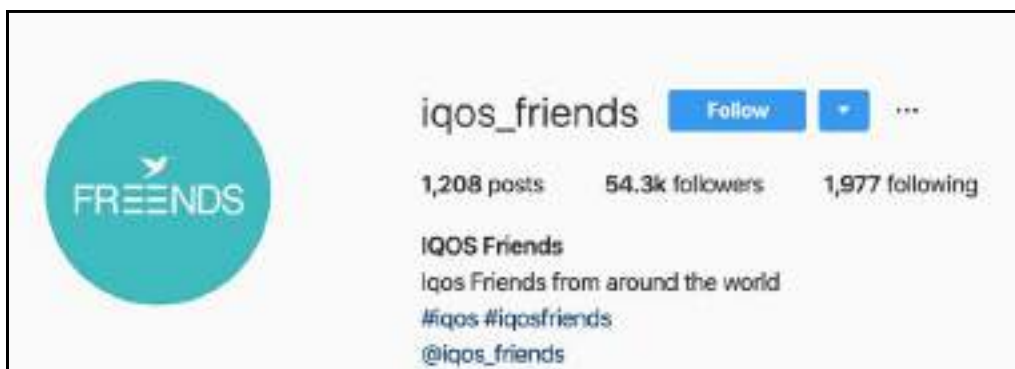 FREENDS
iqos_friends Follow ...
1,208 posts 54.3k followers 1,977 following
IQOS Friends
Iqos Friends from around the world
#iqos #iqosfriends
@iqos_friends